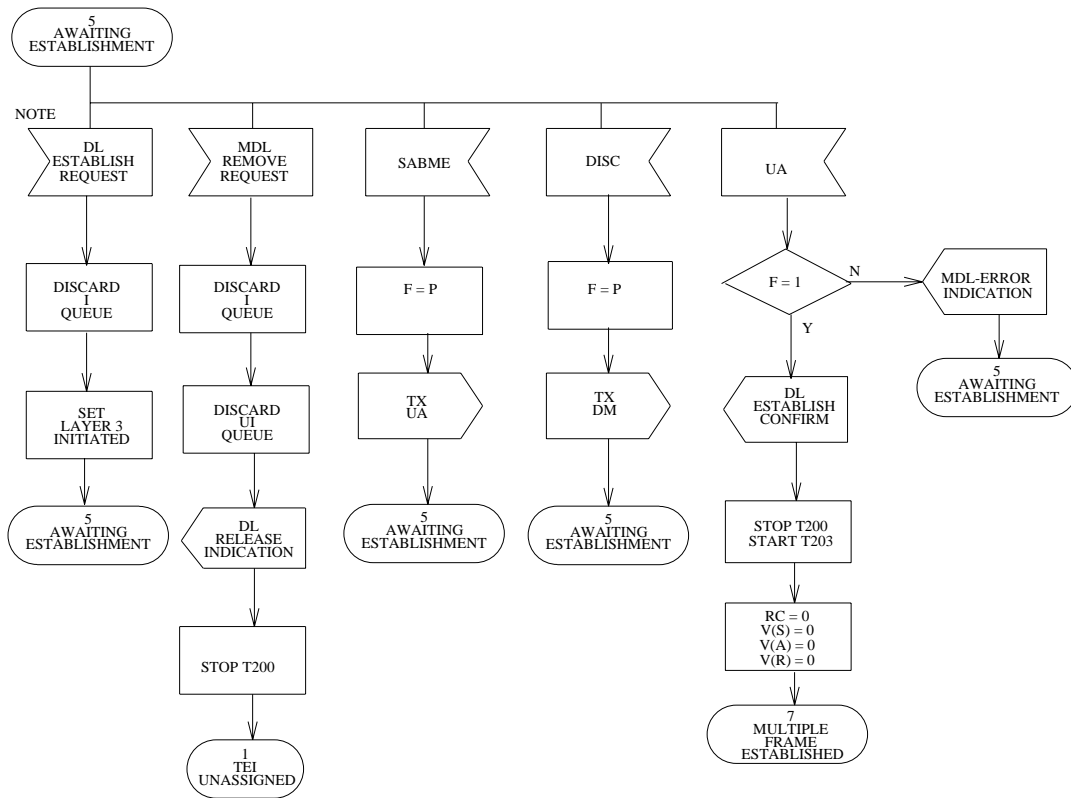 5
AWAITING
ESTABLISHMENT
NOTE
DL
ESTABLISH
REQUEST
MDL
REMOVE
REQUEST
SABME
DISC
UA
DISCARD
I
QUEUE
DISCARD
I
QUEUE
F = P
F = P
F = 1
N
MDL-ERROR
INDICATION
Y
5
AWAITING
ESTABLISHMENT
SET
LAYER 3
INITIATED
DISCARD
UI
QUEUE
TX
UA
TX
DM
DL
ESTABLISH
CONFIRM
5
AWAITING
ESTABLISHMENT
DL
RELEASE
INDICATION
5
AWAITING
ESTABLISHMENT
5
AWAITING
ESTABLISHMENT
STOP T200
START T203
STOP T200
RC = 0
V(S) = 0
V(A) = 0
V(R) = 0
1
TEI
UNASSIGNED
7
MULTIPLE
FRAME
ESTABLISHED